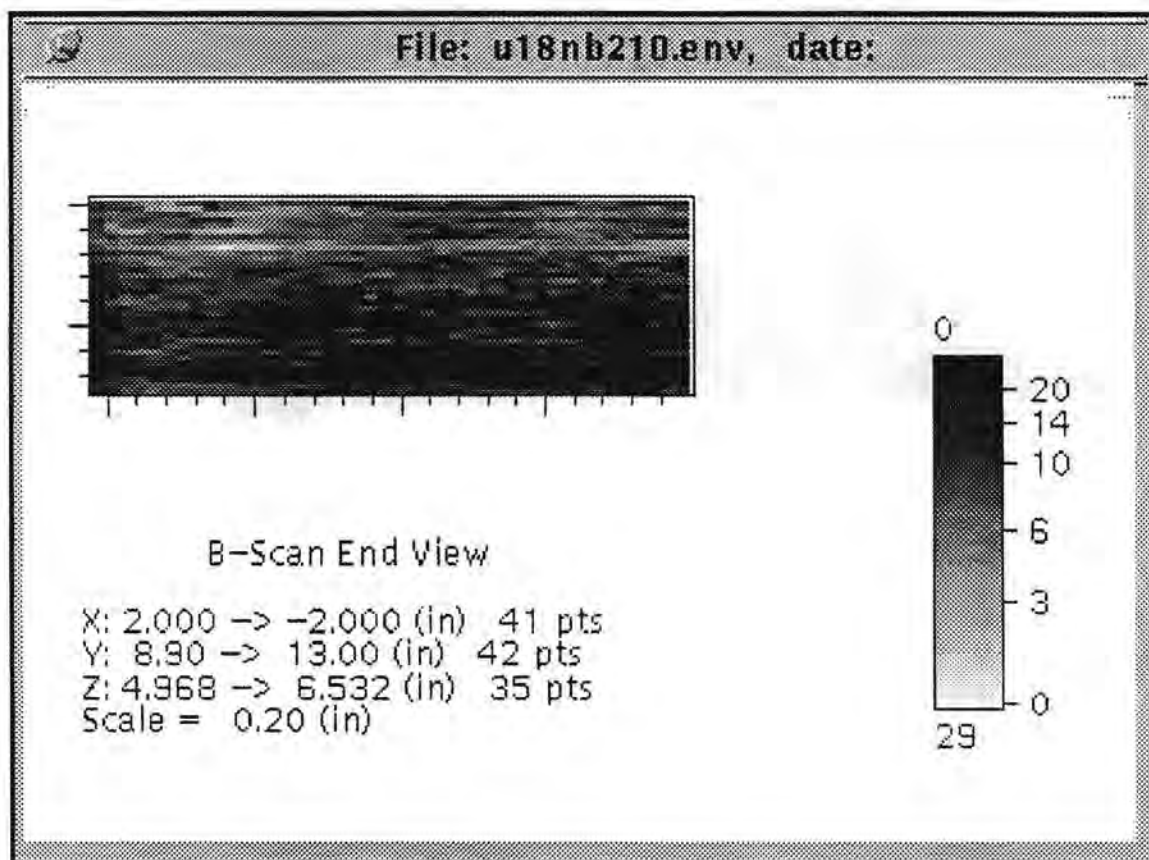 File: u18nb210.env, date:
0
20
14
10
6
3
0
29
B-Scan End View
X: 2.000 -> -2.000 (in) 41 pts
Y: 8.90 -> 13.00 (in) 42 pts
Z: 4.968 -> 6.532 (in) 35 pts
Scale = 0.20 (in)